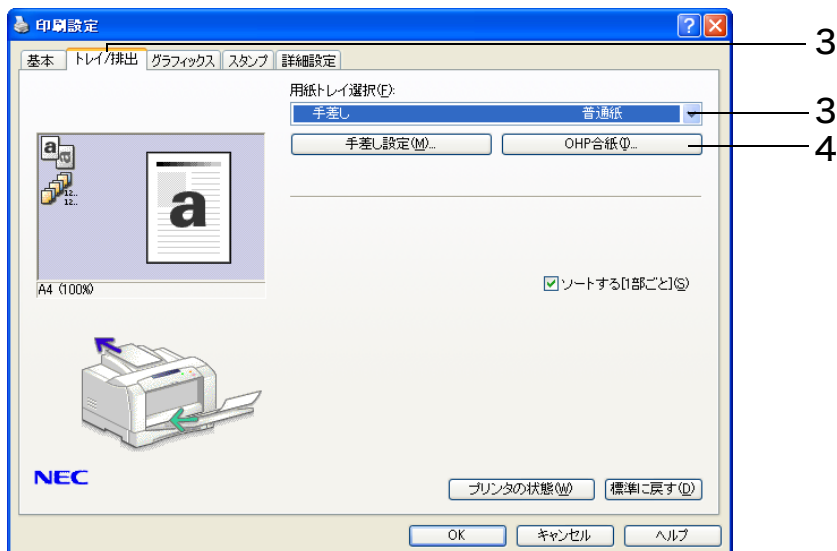 印刷設定
3
基本 トレイ/排出 グラフィックス スタンプ 詳細設定
用紙トレイ選択(F):
手差し 普通紙
3
手差し設定(M)... OHP合紙(I)...
4
a
a
12..
12..
a
A4 (100%)
ソートする[1部ごと](S)
NEC
プリンタの状態(W) 標準に戻す(D)
OK キャンセル ヘルプ